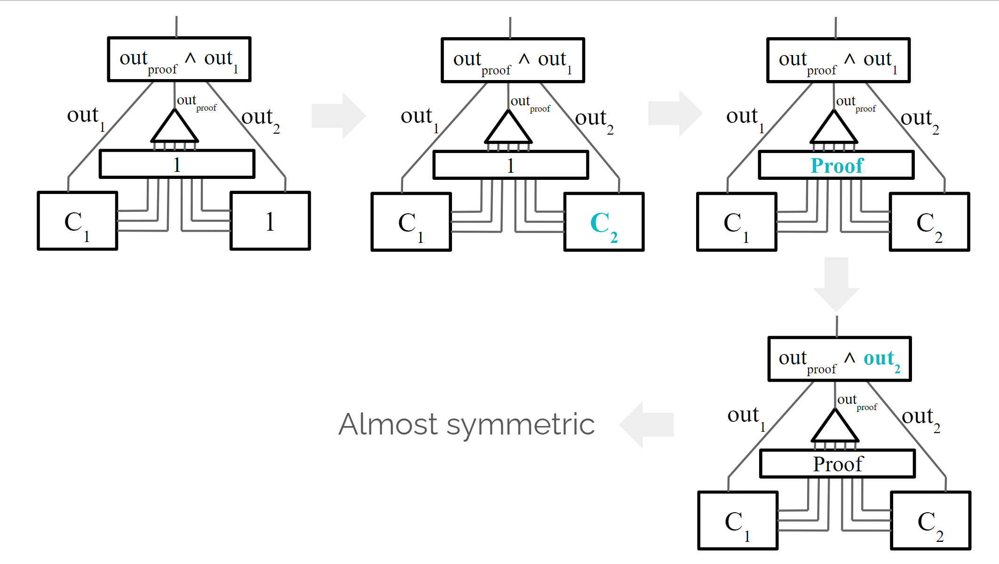 out_proof ∧ out_1
out_proof
out_1
out_2
1
C_1
1
out_proof ∧ out_1
out_proof
out_1
out_2
1
C_1
C_2
out_proof ∧ out_1
out_proof
out_1
out_2
Proof
C_1
C_2
out_proof ∧ out_2
out_proof
out_1
out_2
Proof
C_1
C_2
Almost symmetric